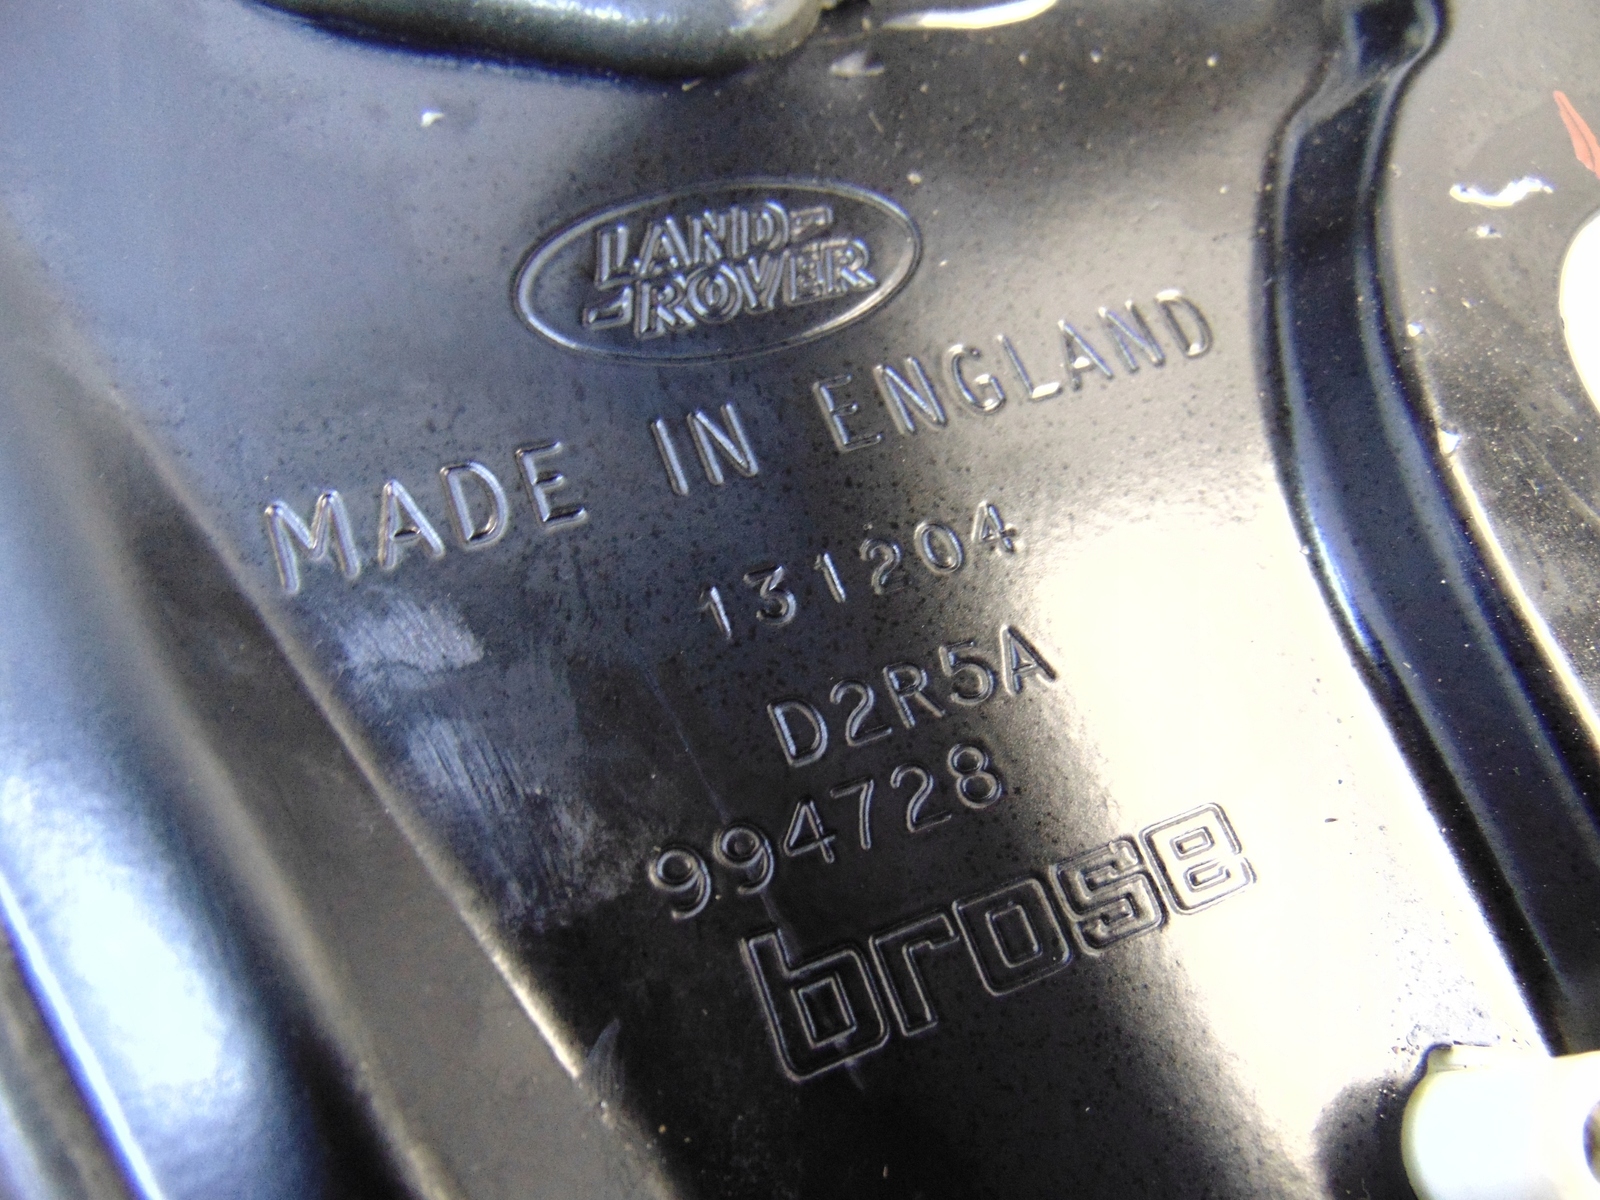 LAND-
-ROVER
MADE IN ENGLAND
131204
D2R5A
994728
brose